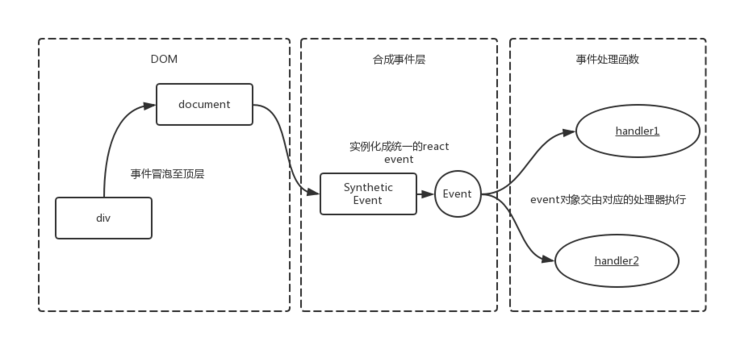 DOM
document
事件冒泡至顶层
div
合成事件层
实例化成统一的react
event
Synthetic
Event
Event
事件处理函数
handler1
event对象交由对应的处理器执行
handler2